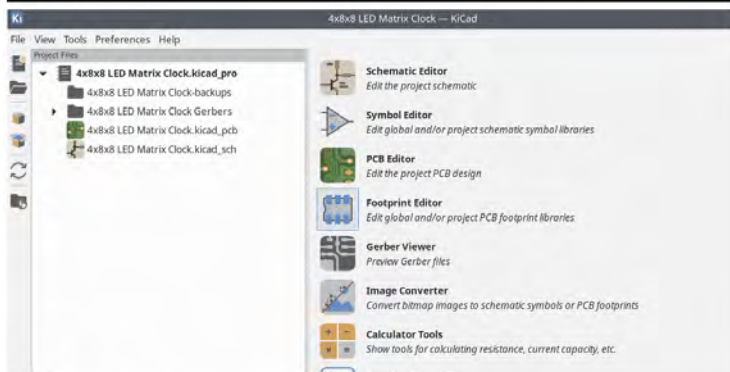 Ki
4x8x8 LED Matrix Clock — KiCad
File View Tools Preferences Help
Project Files
4x8x8 LED Matrix Clock.kicad_pro
4x8x8 LED Matrix Clock-backups
4x8x8 LED Matrix Clock Gerbers
4x8x8 LED Matrix Clock.kicad_pcb
4x8x8 LED Matrix Clock.kicad_sch
Schematic Editor
Edit the project schematic
Symbol Editor
Edit global and/or project schematic symbol libraries
PCB Editor
Edit the project PCB design
Footprint Editor
Edit global and/or project PCB footprint libraries
Gerber Viewer
Preview Gerber files
Image Converter
Convert bitmap images to schematic symbols or PCB footprints
Calculator Tools
Show tools for calculating resistance, current capacity, etc.